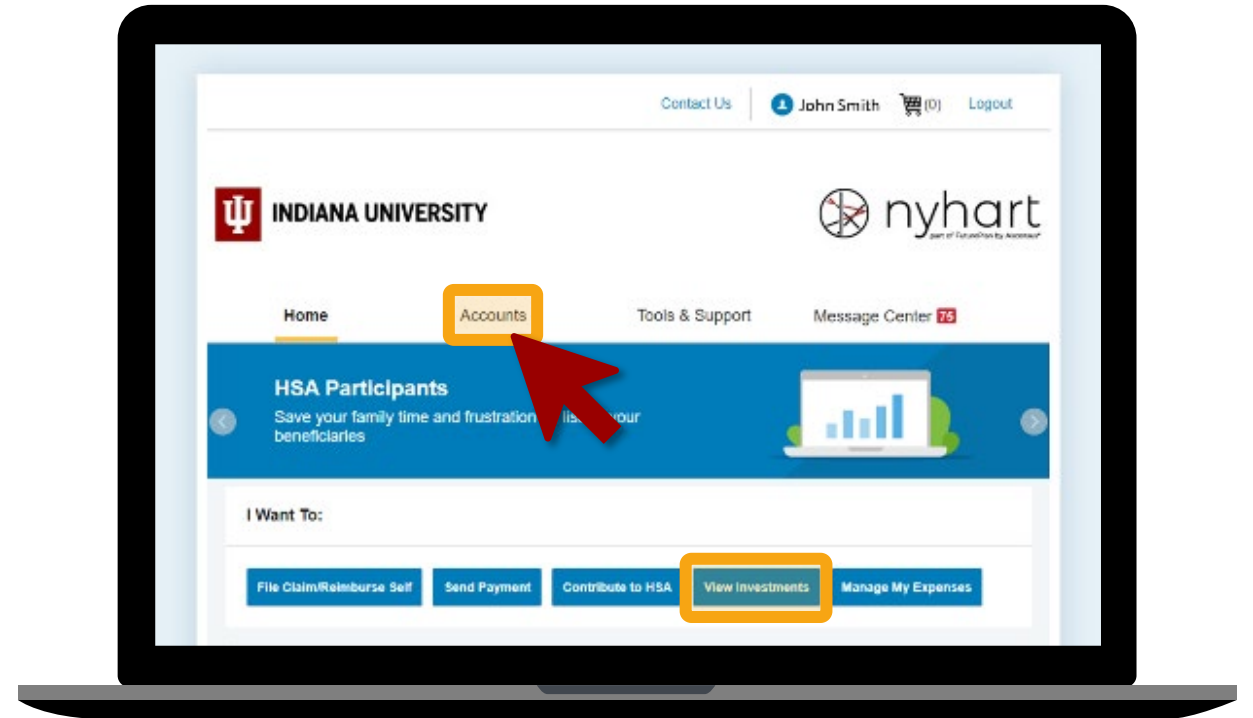 Contact Us
John Smith
(0)
Logout
INDIANA UNIVERSITY
nyhart
Home
Accounts
Tools & Support
Message Center 75
HSA Participants
Save your family time and frustration your
beneficiaries
I Want To:
File Claim/Reimburse Self
Send Payment
Contribute to HSA
View Investments
Manage My Expenses